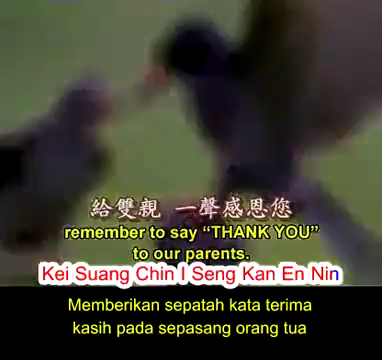 給雙親 一聲感恩您
remember to say “THANK YOU”
to our parents.
Kei Suang Chin I Seng Kan En Nin
Memberikan sepatah kata terima
kasih pada sepasang orang tua